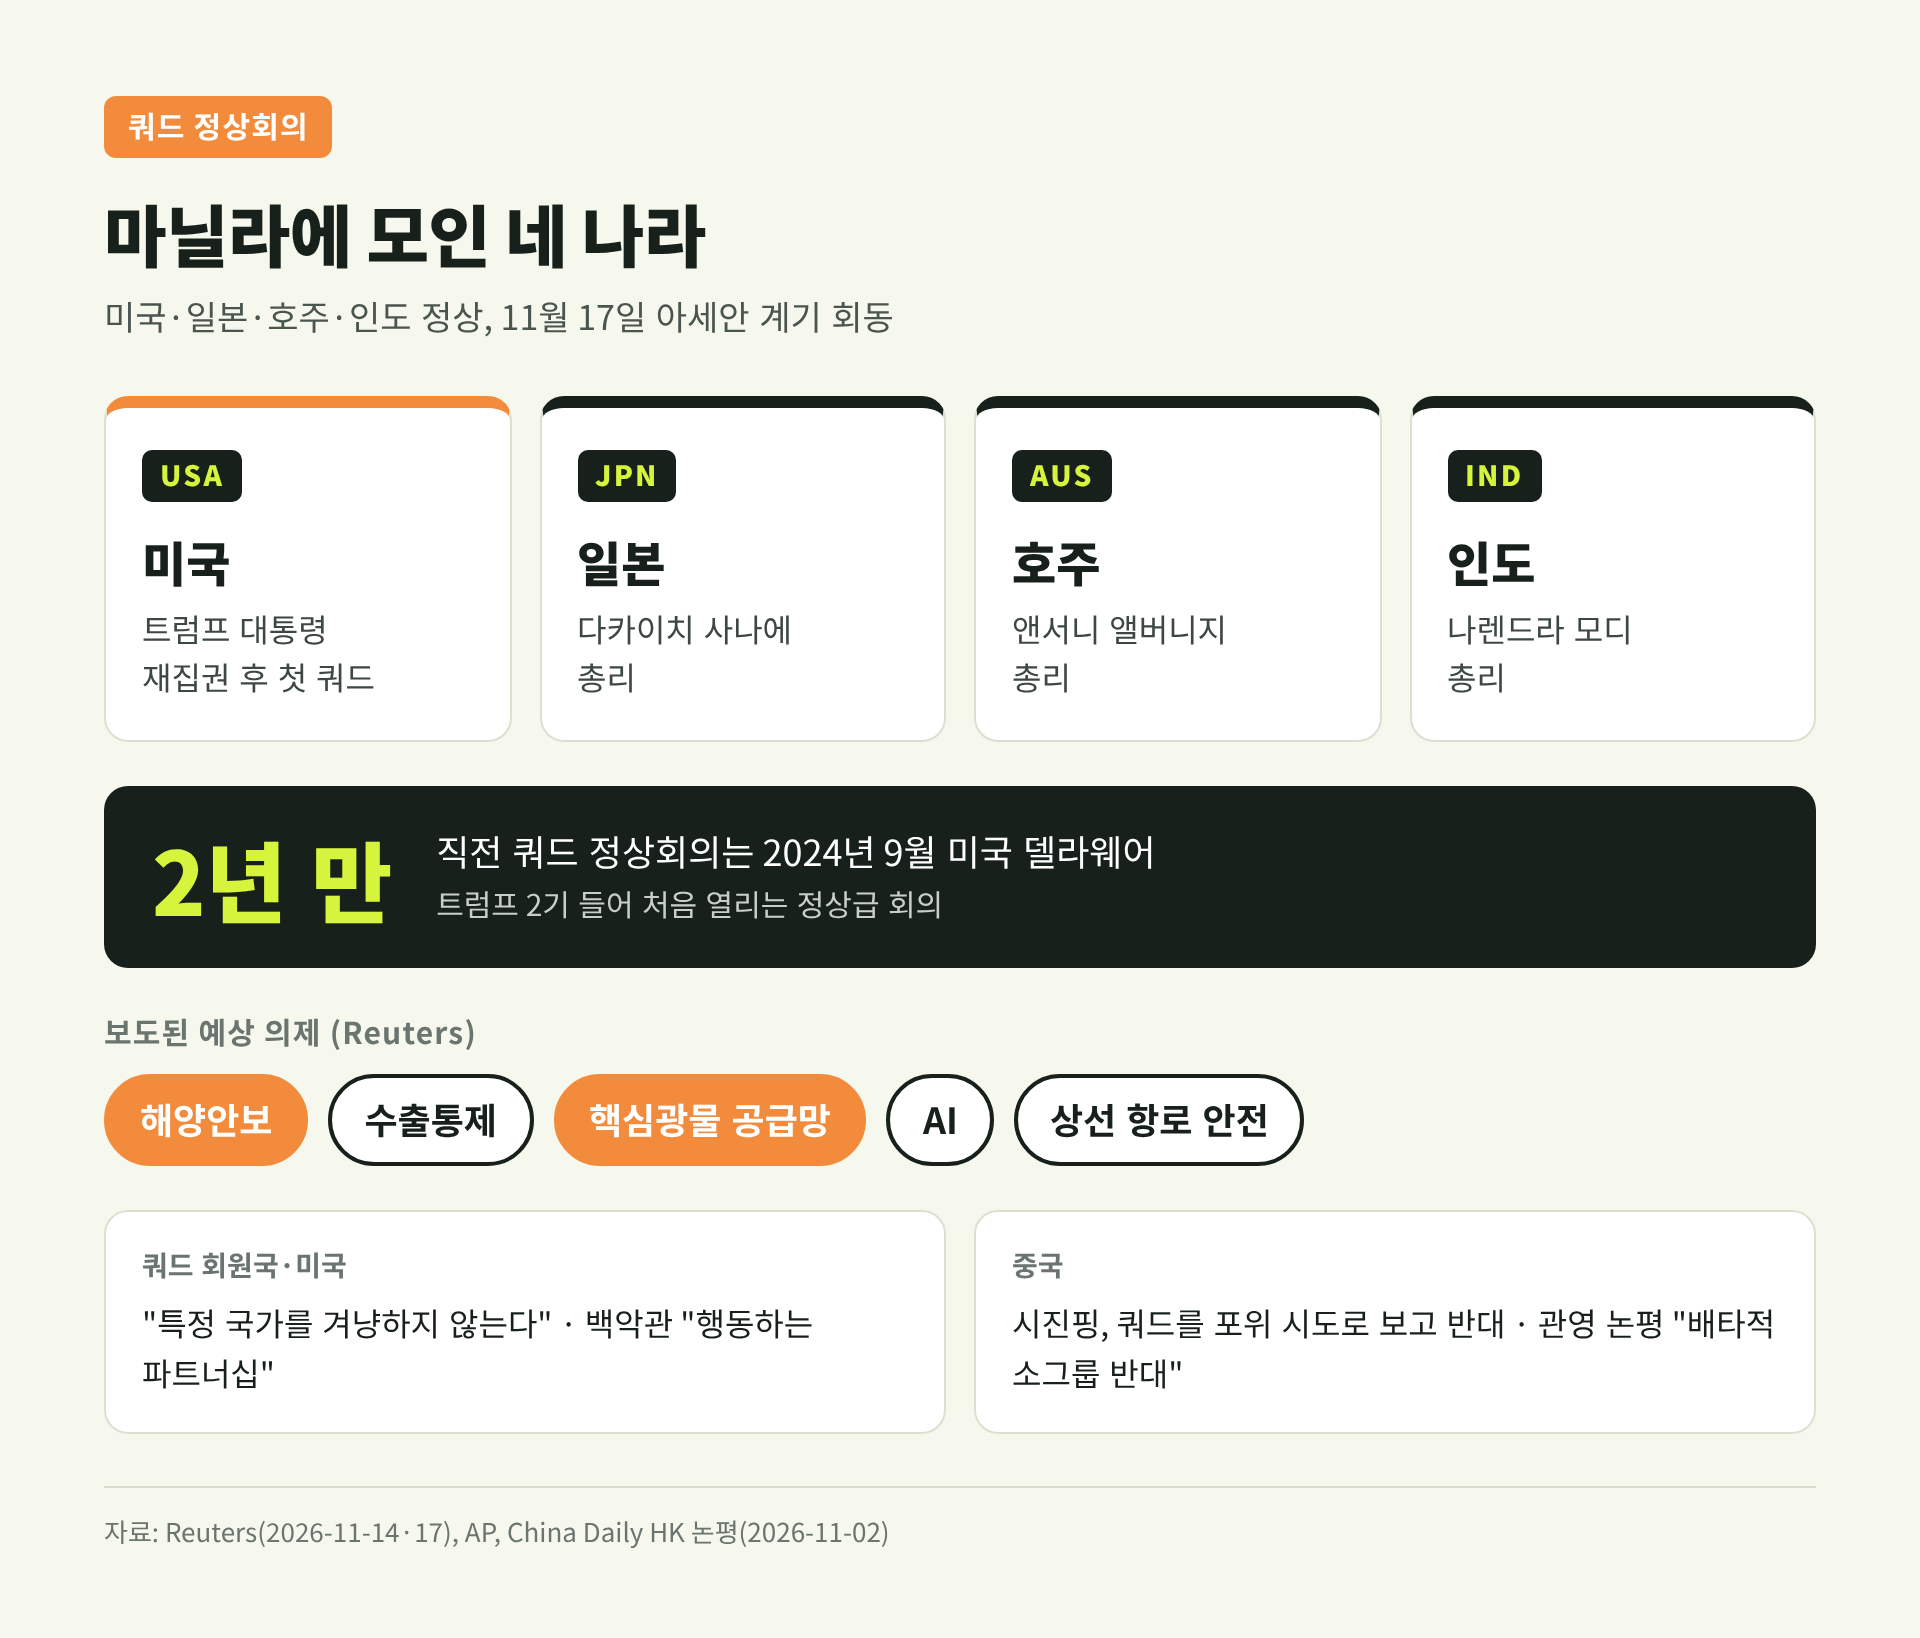 쿼드 정상회의
마닐라에 모인 네 나라
미국·일본·호주·인도 정상, 11월 17일 아세안 계기 회동
USA
미국
트럼프 대통령
재집권 후 첫 쿼드
JPN
일본
다카이치 사나에
총리
AUS
호주
앤서니 앨버니지
총리
IND
인도
나렌드라 모디
총리
2년 만
직전 쿼드 정상회의는 2024년 9월 미국 델라웨어
트럼프 2기 들어 처음 열리는 정상급 회의
보도된 예상 의제 (Reuters)
해양안보
수출통제
핵심광물 공급망
AI
상선 항로 안전
쿼드 회원국·미국
"특정 국가를 겨냥하지 않는다" · 백악관 "행동하는
파트너십"
중국
시진핑, 쿼드를 포위 시도로 보고 반대 · 관영 논평 "배타적
소그룹 반대"
자료: Reuters(2026-11-14·17), AP, China Daily HK 논평(2026-11-02)